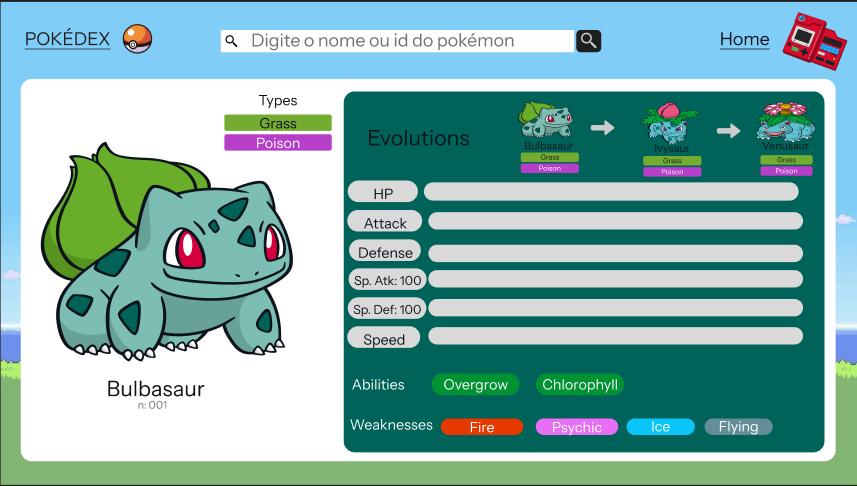 POKÉDEX
Digite o nome ou id do pokémon
Home
Types
Grass
Poison
Bulbasaur
n: 001
Evolutions
Bulbasaur
Grass
Poison
Ivysaur
Grass
Poison
Venusaur
Grass
Poison
HP
Attack
Defense
Sp. Atk: 100
Sp. Def: 100
Speed
Abilities Overgrow Chlorophyll
Weaknesses Fire Psychic Ice Flying